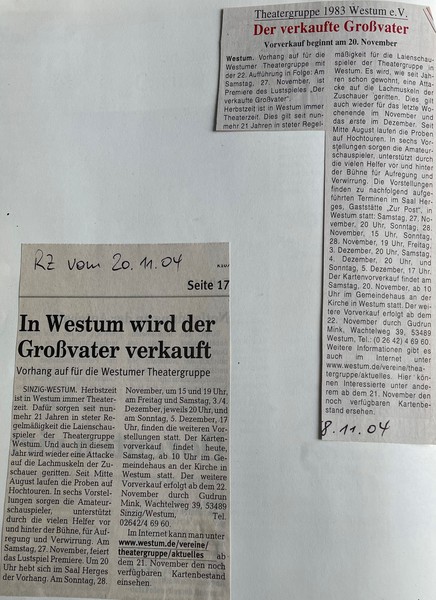 Theatergruppe 1983 Westum e.V.
Der verkaufte Großvater
Vorverkauf beginnt am 20. November
Westum. Vorhang auf für die
Westumer Theatergruppe mit
der 22. Aufführung in Folge: Am
Samstag, 27. November, ist
Premiere des Lustspieles „Der
verkaufte Großvater“.
Herbstzeit ist in Westum immer
Theaterzeit. Dies gilt seit nun-
mehr 21 Jahren in steter Regel-
mäßigkeit für die Laienschau-
spieler der Theatergruppe in
Westum. Es wird, wie seit Jah-
ren schon gewohnt, eine Atta-
cke auf die Lachmuskeln der
Zuschauer geritten. Dies gilt
auch wieder für das letzte Wo-
chenende im November und
das erste im Dezember. Seit
Mitte August laufen die Proben
auf Hochtouren. In sechs Vor-
stellungen sorgen die Amateur-
schauspieler, unterstützt durch
die vielen Helfer vor und hinter
der Bühne für Aufregung und
Verwirrung. Die Vorstellungen
finden zu nachfolgend aufge-
führten Terminen im Saal Her-
ges, Gaststätte „Zur Post“, in
Westum statt: Samstag, 27. No-
vember, 20 Uhr, Sonntag, 28.
November, 15 Uhr, Sonntag,
28. November, 19 Uhr, Freitag,
3. Dezember, 20 Uhr, Samstag,
4. Dezember, 20 Uhr, und
Sonntag, 5. Dezember, 17 Uhr.
Der Kartenvorverkauf findet am
Samstag, 20. November, ab 10
Uhr im Gemeindehaus an der
Kirche in Westum statt. Der wei-
tere Vorverkauf erfolgt ab dem
22. November durch Gudrun
Mink, Wachtelweg 39, 53489
Westum, Tel.: (0 26 42) 4 69 60.
Weitere Informationen gibt es
auch im Internet unter
www.westum.de/vereine/thea-
tergruppe/aktuelles. Hier kön-
nen Interessierte unter ande-
rem ab dem 21. November den
noch verfügbaren Kartenbe-
stand ersehen.
8.11.04
RZ vom 20.11.04
Seite 17
In Westum wird der
Großvater verkauft
Vorhang auf für die Westumer Theatergruppe
SINZIG-WESTUM. Herbstzeit
ist in Westum immer Theater-
zeit. Dafür sorgen seit nun-
mehr 21 Jahren in steter Re-
gelmäßigkeit die Laienschau-
spieler der Theatergruppe
Westum. Und auch in diesem
Jahr wird wieder eine Attacke
auf die Lachmuskeln der Zu-
schauer geritten. Seit Mitte
August laufen die Proben auf
Hochtouren. In sechs Vorstel-
lungen sorgen die Amateur-
schauspieler, unterstützt
durch die vielen Helfer vor
und hinter der Bühne, für Auf-
regung und Verwirrung. Am
Samstag, 27. November, feiert
das Lustspiel Premiere. Um 20
Uhr hebt sich im Saal Herges
der Vorhang. Am Sonntag, 28.
November, um 15 und 19 Uhr,
am Freitag und Samstag, 3./4.
Dezember, jeweils 20 Uhr, und
am Sonntag, 5. Dezember, 17
Uhr, finden die weiteren Vor-
stellungen statt. Der Karten-
vorverkauf findet heute,
Samstag, ab 10 Uhr im Ge-
meindehaus an der Kirche in
Westum statt. Der weitere
Vorverkauf erfolgt ab dem 22.
November durch Gudrun
Mink, Wachtelweg 39, 53489
Sinzig/Westum, Tel.
02642/4 69 60.
Im Internet kann man unter
www.westum.de/vereine/
theatergruppe/aktuelles ab
dem 21. November den noch
verfügbaren Kartenbestand
einsehen.